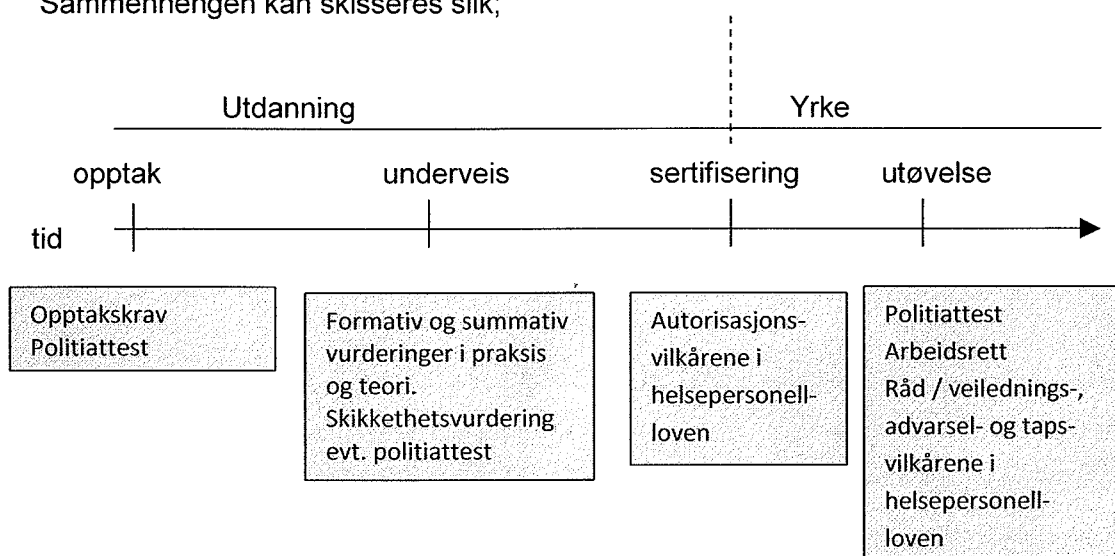 Sammenhengen kan skisseres slik;
Utdanning
Yrke
opptak
underveis
sertifisering
utøvelse
tid
Opptakskrav
Politiattest
Formativ og summativ
vurderinger i praksis
og teori.
Skikkethetsvurdering
evt. politiattest
Autorisasjons-
vilkårene i
helsepersonell-
loven
Politiattest
Arbeidsrett
Råd / veilednings-,
advarsel- og taps-
vilkårene i
helsepersonell-
loven